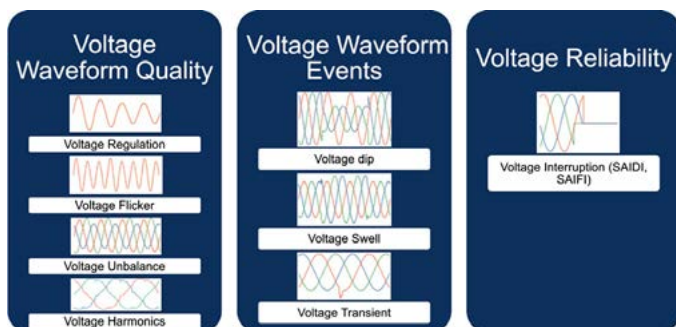 Voltage
Waveform Quality
Voltage Regulation
Voltage Flicker
Voltage Unbalance
Voltage Harmonics
Voltage Waveform
Events
Voltage dip
Voltage Swell
Voltage Transient
Voltage Reliability
Voltage Interruption (SAIDI,
SAIFI)